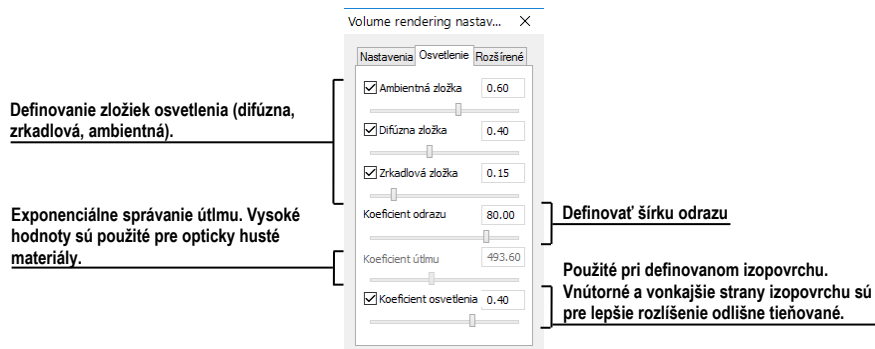 Volume rendering nastav...
Nastavenia Osvetlenie Rozšírené
Ambientná zložka 0.60
Difúzna zložka 0.40
Zrkadlová zložka 0.15
Koeficient odrazu 80.00
Koeficient útlmu 493.60
Koeficient osvetlenia 0.40
Definovanie zložiek osvetlenia (difúzna,
zrkadlová, ambientná).
Exponenciálne správanie útlmu. Vysoké
hodnoty sú použité pre opticky husté
materiály.
Definovať šírku odrazu
Použité pri definovanom izopovrchu.
Vnútorné a vonkajšie strany izopovrchu sú
pre lepšie rozlíšenie odlišne tieňované.